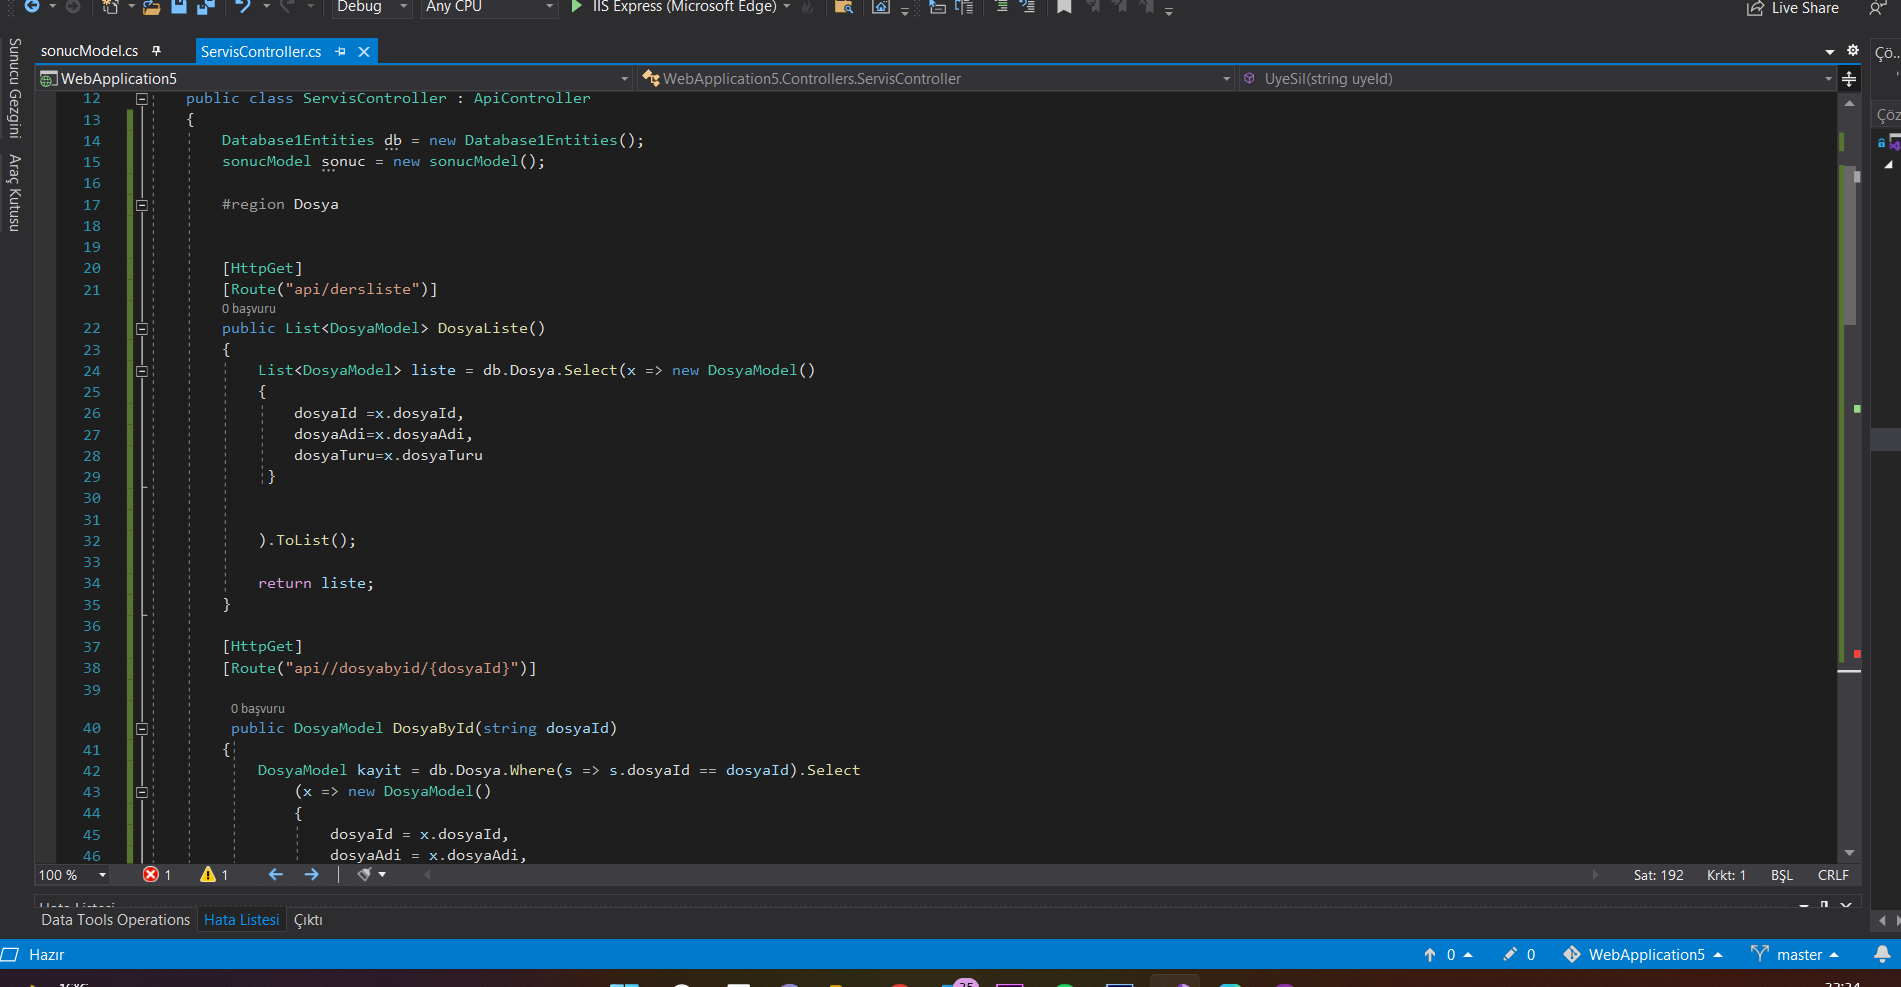 Debug Any CPU IIS Express (Microsoft Edge) Live Share
Sunucu Gezgini
Araç Kutusu
sonucModel.cs ServisController.cs
Çö...
WebApplication5 WebApplication5.Controllers.ServisController UyeSil(string uyeId)
Çöz
12 public class ServisController : ApiController
13 {
14 Database1Entities db = new Database1Entities();
15 sonucModel sonuc = new sonucModel();
16
17 #region Dosya
18
19
20 [HttpGet]
21 [Route("api/dersliste")]
0 başvuru
22 public List<DosyaModel> DosyaListe()
23 {
24 List<DosyaModel> liste = db.Dosya.Select(x => new DosyaModel()
25 {
26 dosyaId =x.dosyaId,
27 dosyaAdi=x.dosyaAdi,
28 dosyaTuru=x.dosyaTuru
29 }
30
31
32 ).ToList();
33
34 return liste;
35 }
36
37 [HttpGet]
38 [Route("api//dosyabyid/{dosyaId}")]
39
0 başvuru
40 public DosyaModel DosyaById(string dosyaId)
41 {
42 DosyaModel kayit = db.Dosya.Where(s => s.dosyaId == dosyaId).Select
43 (x => new DosyaModel()
44 {
45 dosyaId = x.dosyaId,
46 dosyaAdi = x.dosyaAdi,
100 % 1 1 Sat: 192 Krkt: 1 BŞL CRLF
Hata Listesi
Data Tools Operations Hata Listesi Çıktı
Hazır 0 0 WebApplication5 master